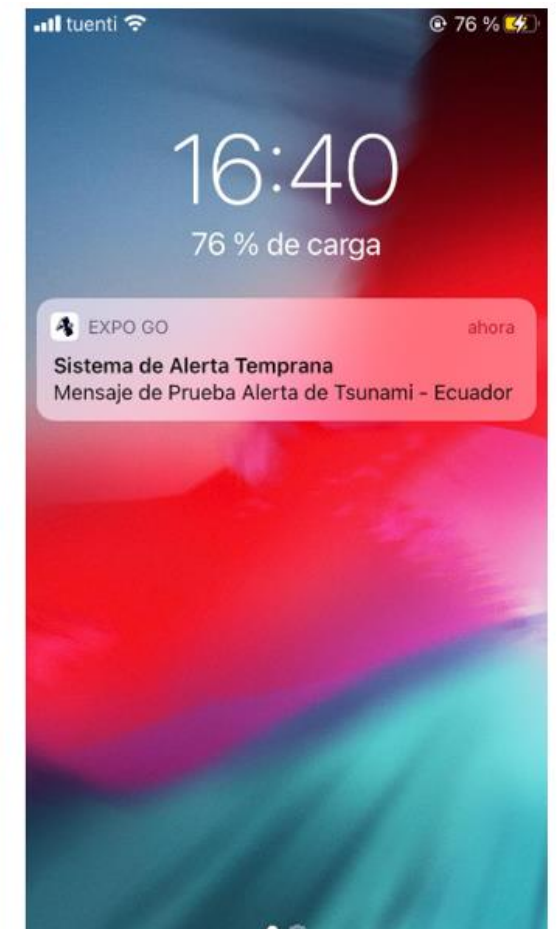 tuenti 76 %
16:40
76 % de carga
EXPO GO ahora
Sistema de Alerta Temprana
Mensaje de Prueba Alerta de Tsunami - Ecuador